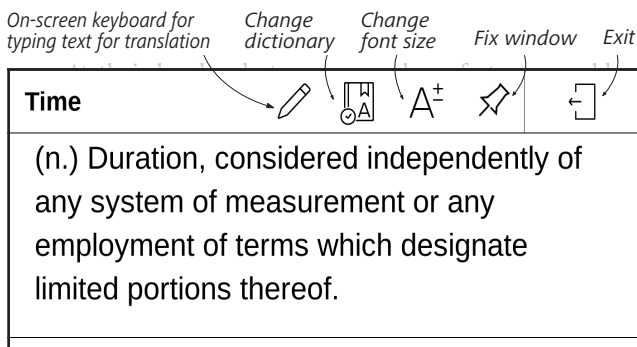 On-screen keyboard for
typing text for translation
Change
dictionary
Change
font size
Fix window
Exit
Time
A
A±
(n.) Duration, considered independently of
any system of measurement or any
employment of terms which designate
limited portions thereof.